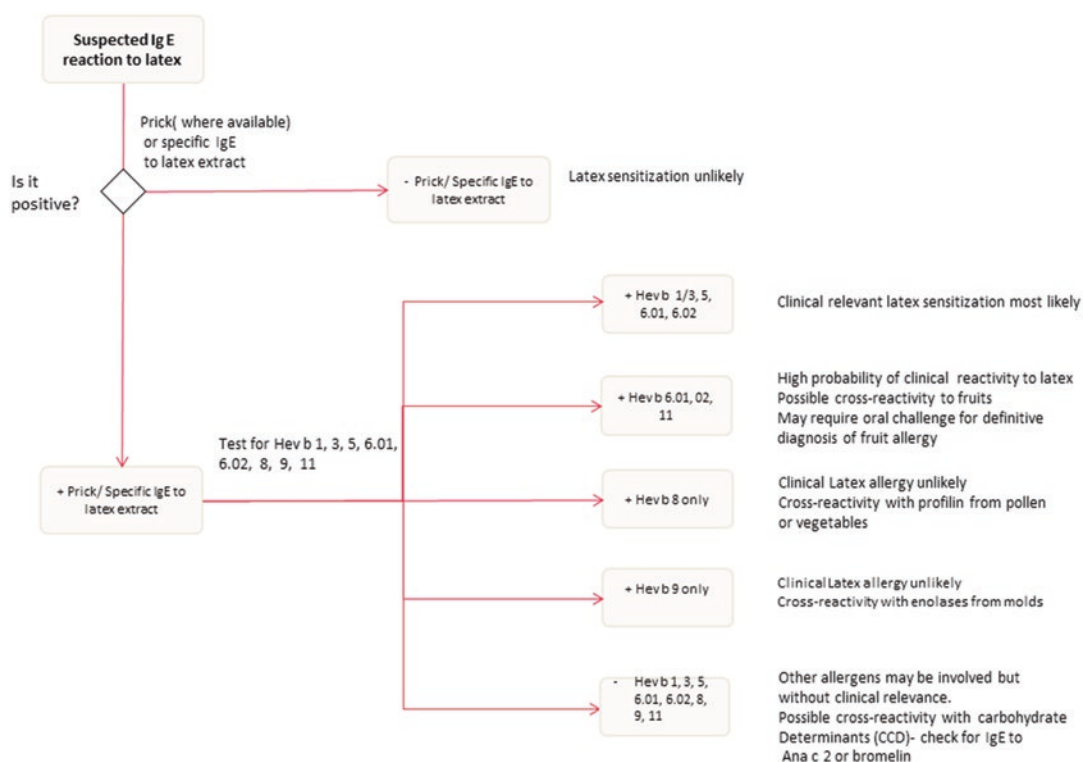 Suspected Ig E
reaction to latex
Prick( where available)
or specific IgE
to latex extract
Is it
positive?
- Prick/ Specific IgE to
latex extract
Latex sensitization unlikely
+ Hev b 1/3, 5,
6.01, 6.02
Clinical relevant latex sensitization most likely
+ Hev b 6.01, 02,
11
High probability of clinical reactivity to latex
Possible cross-reactivity to fruits
May require oral challenge for definitive
diagnosis of fruit allergy
Test for Hev b 1, 3, 5, 6.01,
6.02, 8, 9, 11
+ Prick/ Specific IgE to
latex extract
+ Hev b 8 only
Clinical Latex allergy unlikely
Cross-reactivity with profilin from pollen
or vegetables
+ Hev b 9 only
Clinical Latex allergy unlikely
Cross-reactivity with enolases from molds
- Hev b 1, 3, 5,
6.01, 6.02, 8,
9, 11
Other allergens may be involved but
without clinical relevance.
Possible cross-reactivity with carbohydrate
Determinants (CCD)- check for IgE to
Ana c 2 or bromelin